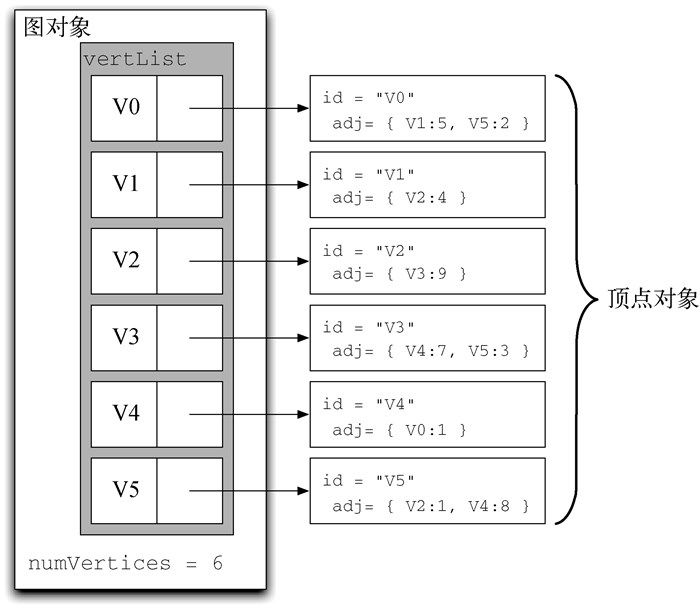 图对象
vertList
V0
id = "V0"
adj= { V1:5, V5:2 }
V1
id = "V1"
adj= { V2:4 }
V2
id = "V2"
adj= { V3:9 }
V3
id = "V3"
adj= { V4:7, V5:3 }
V4
id = "V4"
adj= { V0:1 }
V5
id = "V5"
adj= { V2:1, V4:8 }
顶点对象
numVertices = 6